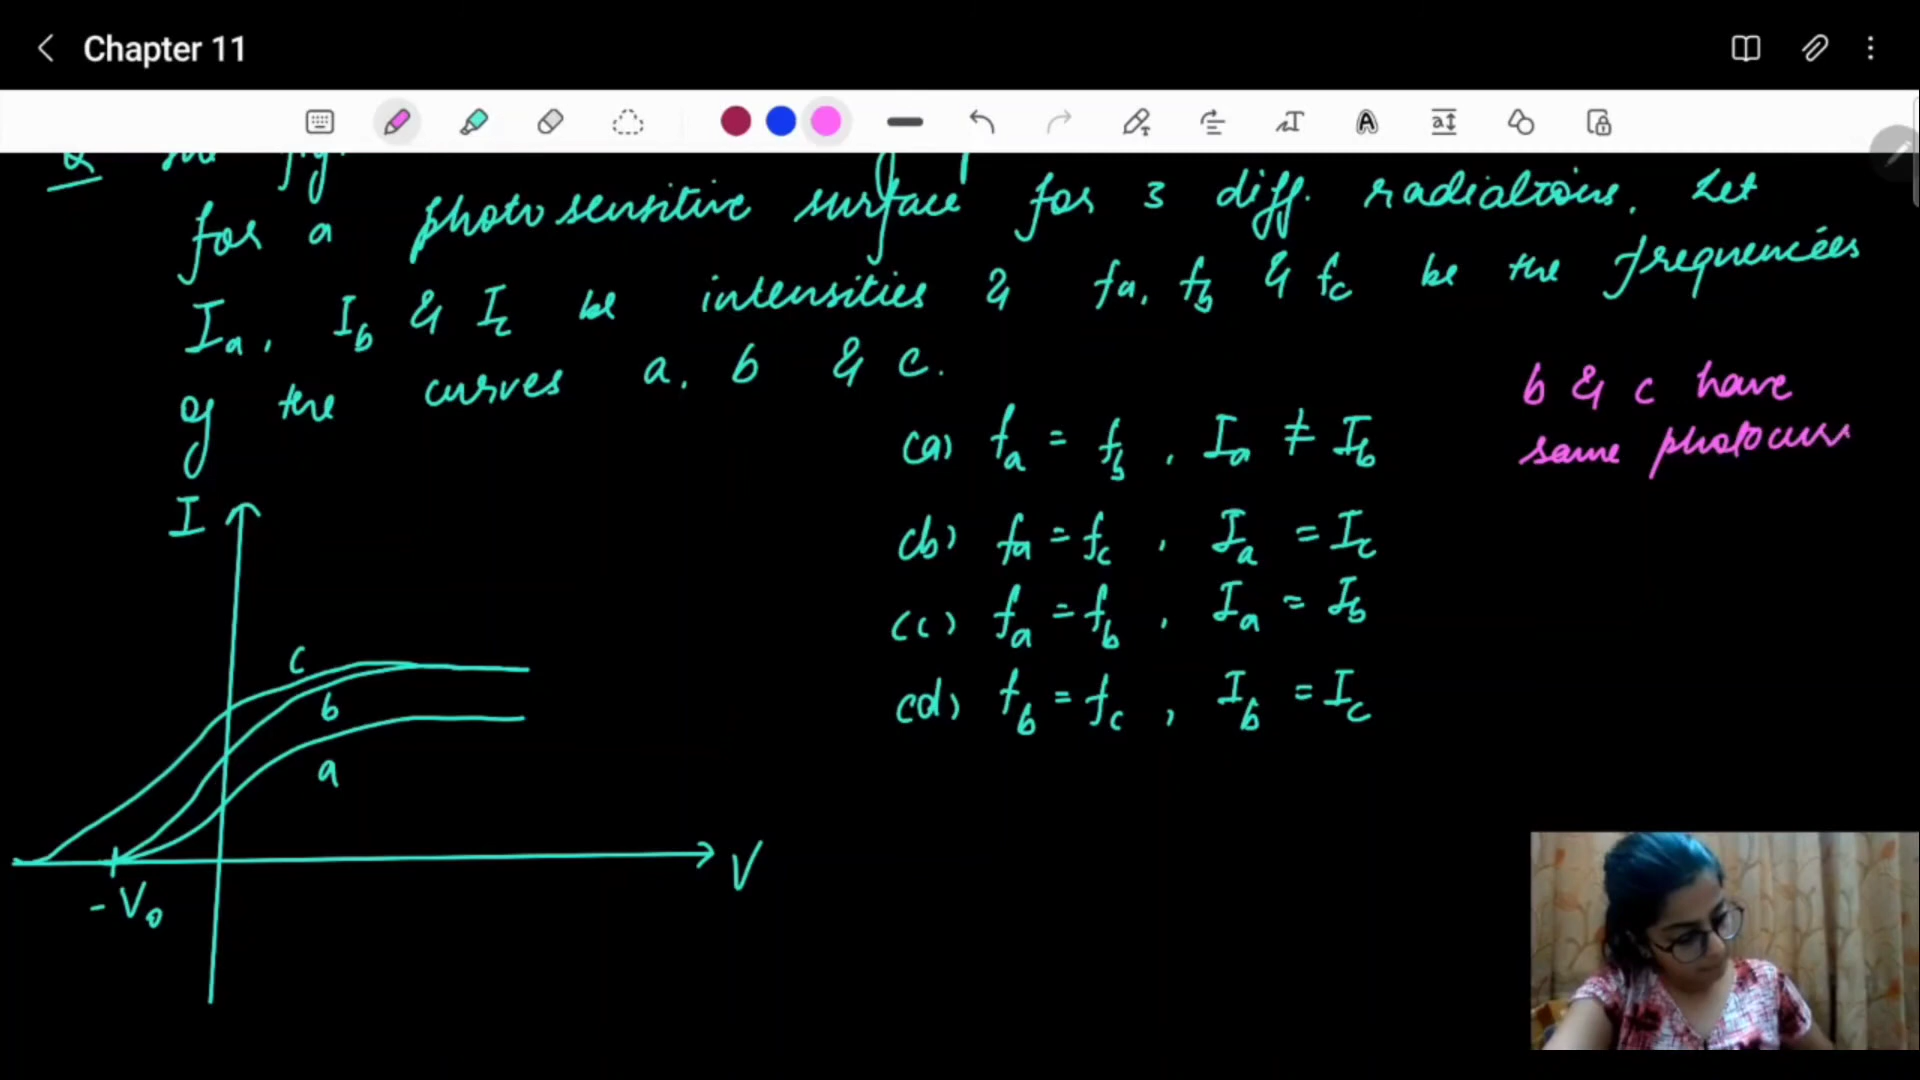 Chapter 11
for a photosensitive surface for 3 diff. radiations. Let
Ia, Ib & Ic be intensities & fa, fb & fc be the frequencies
of the curves a, b & c.
b & c have
same photocurr
(a) fa = fb, Ia ≠ Ib
(b) fa = fc, Ia = Ic
(c) fa = fb, Ia = Ib
(d) fb = fc, Ib = Ic
I
c
b
a
V
-V₀